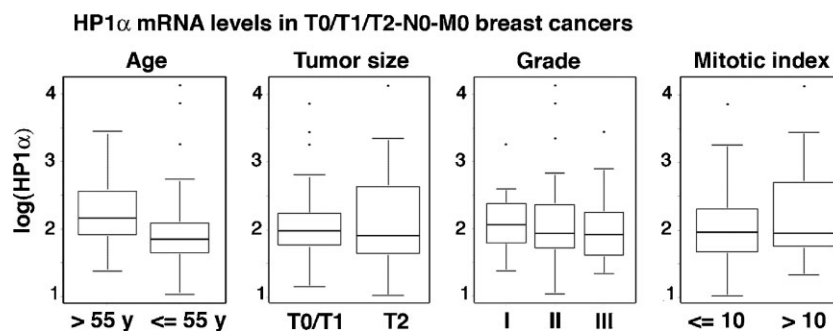 HP1α mRNA levels in T0/T1/T2-N0-M0 breast cancers
Age Tumor size Grade Mitotic index
log(HP1α)
4 4 4 4
3 3 3 3
2 2 2 2
1 1 1 1
> 55 y <= 55 y T0/T1 T2 I II III <= 10 > 10